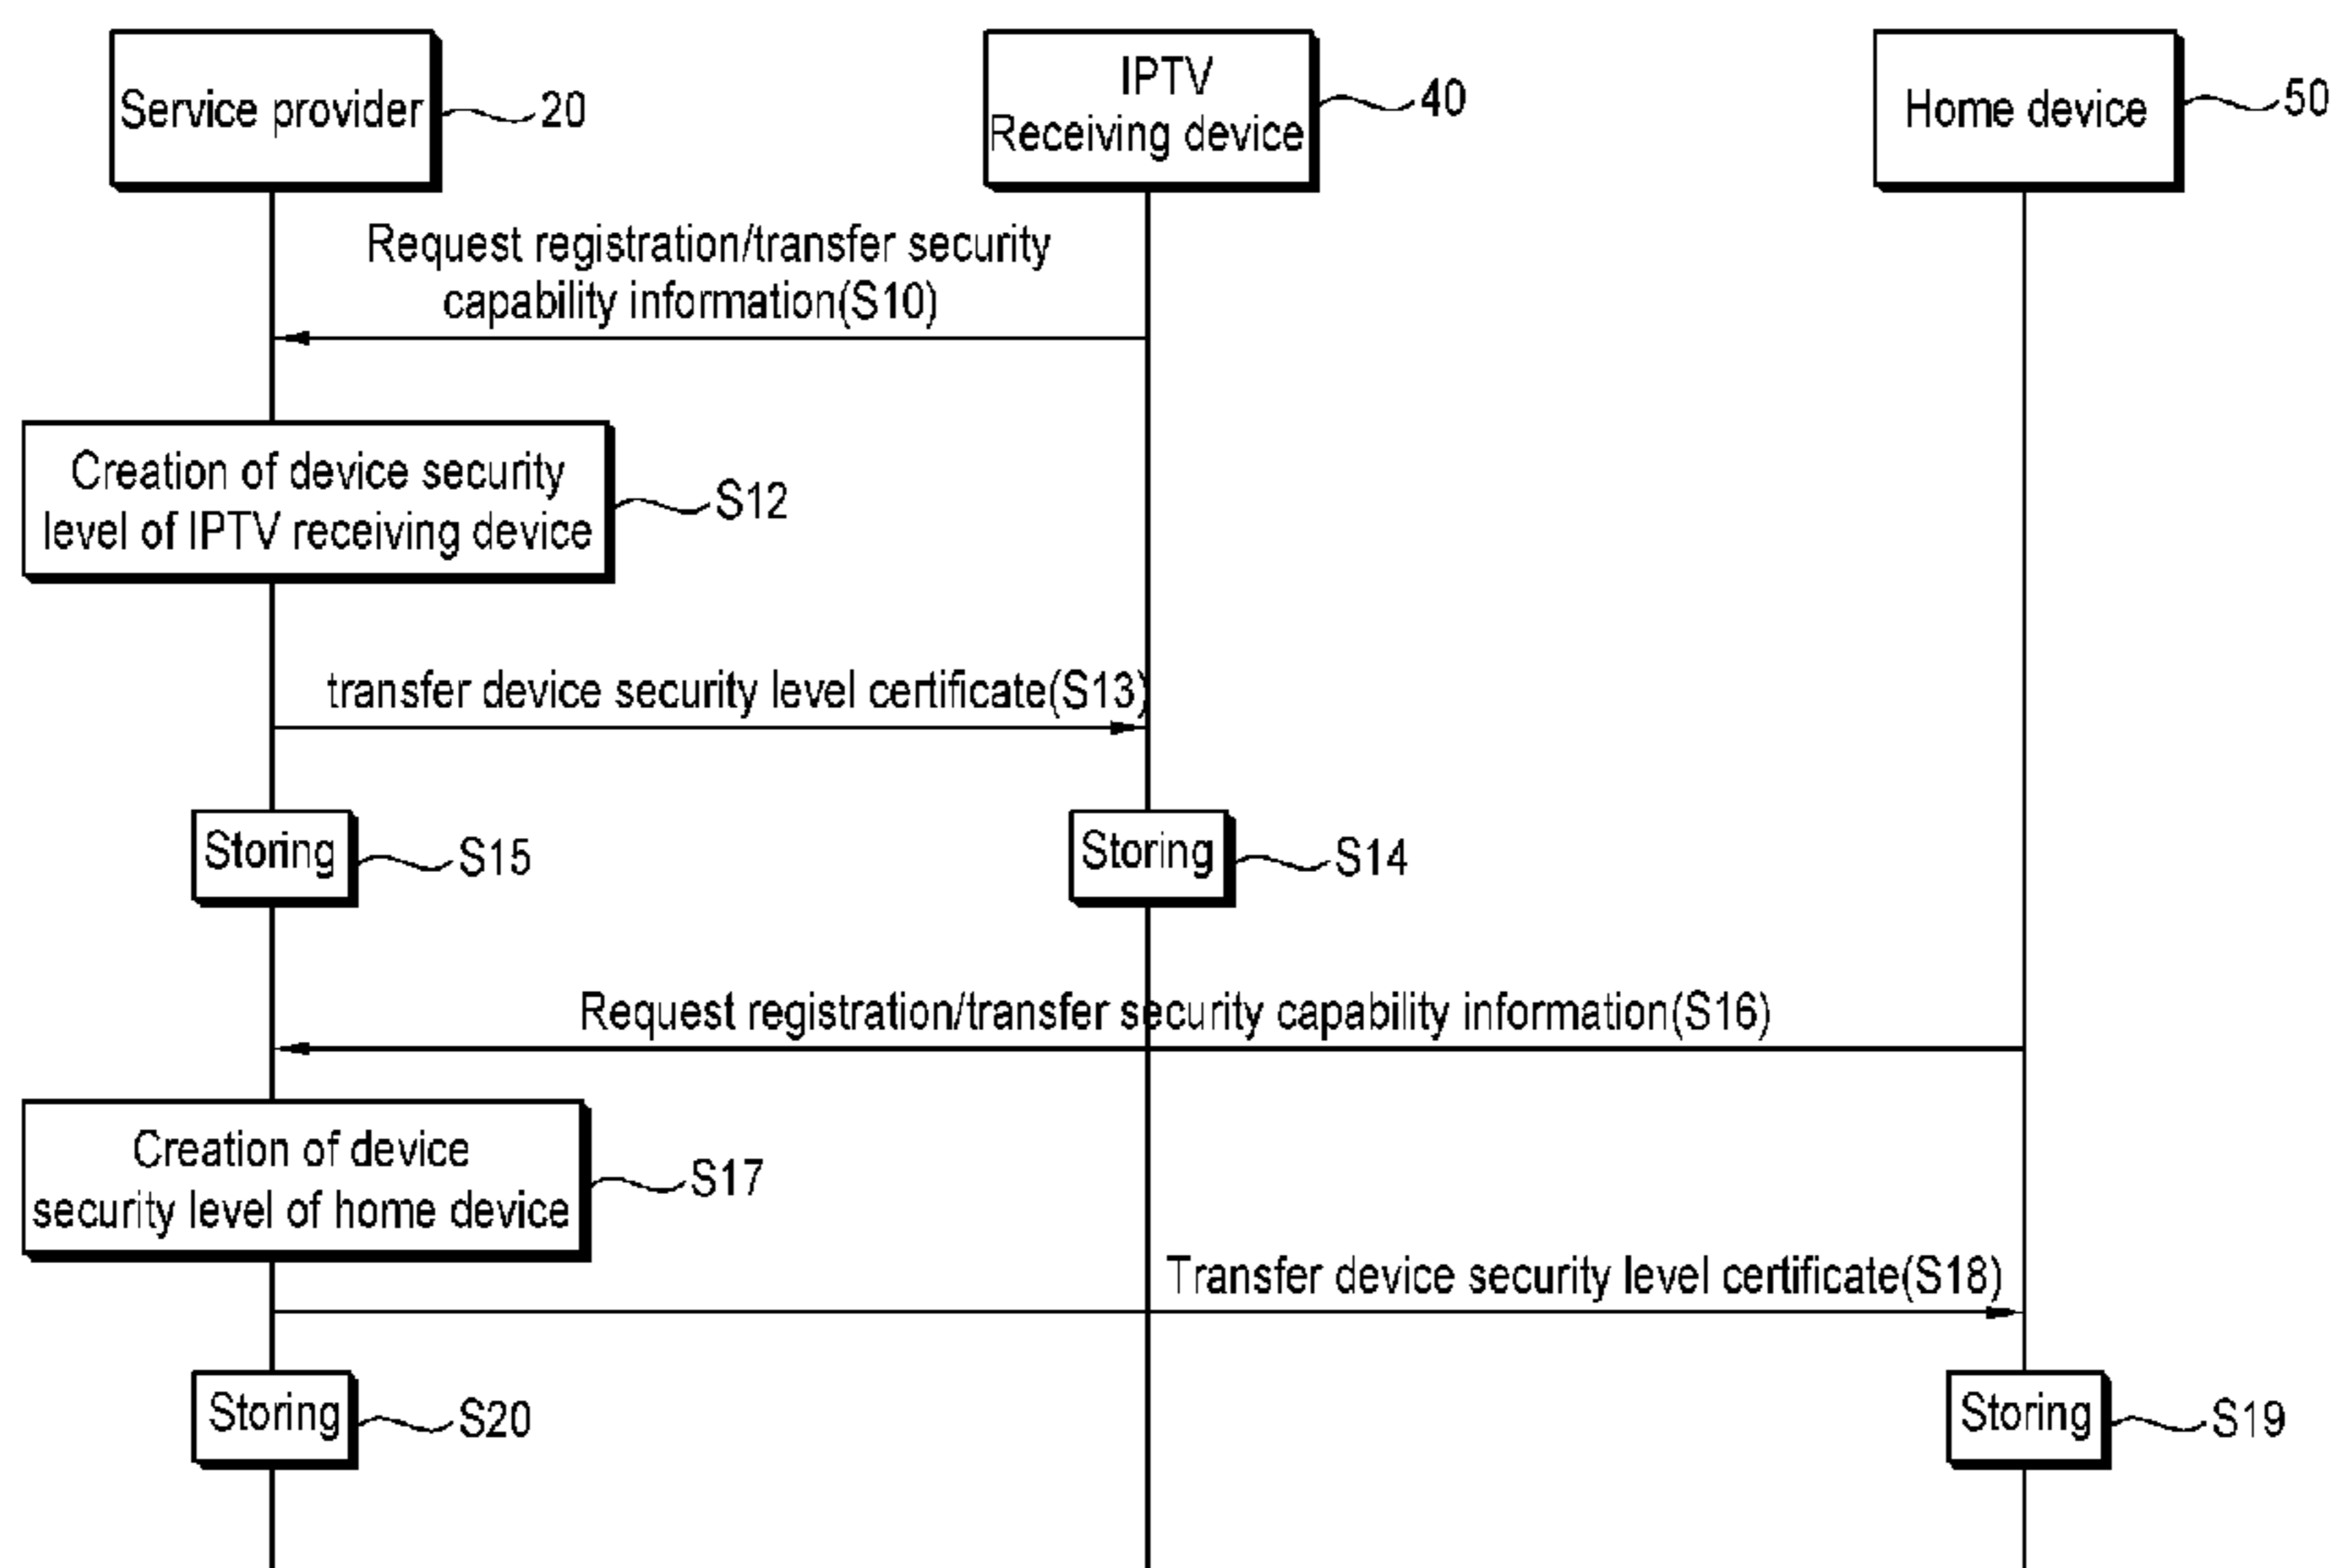 Service provider
20
IPTV
Receiving device
40
Home device
50
Request registration/transfer security
capability information(S10)
Creation of device security
level of IPTV receiving device
S12
transfer device security level certificate(S13)
Storing
S15
Storing
S14
Request registration/transfer security capability information(S16)
Creation of device
security level of home device
S17
Transfer device security level certificate(S18)
Storing
S20
Storing
S19